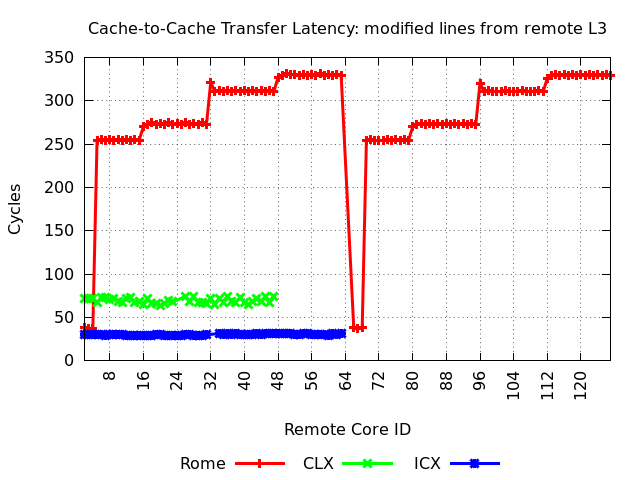 Cache-to-Cache Transfer Latency: modified lines from remote L3
350
300
250
200
150
100
50
0
Cycles
8 16 24 32 40 48 56 64 72 80 88 96 104 112 120
Remote Core ID
Rome CLX ICX